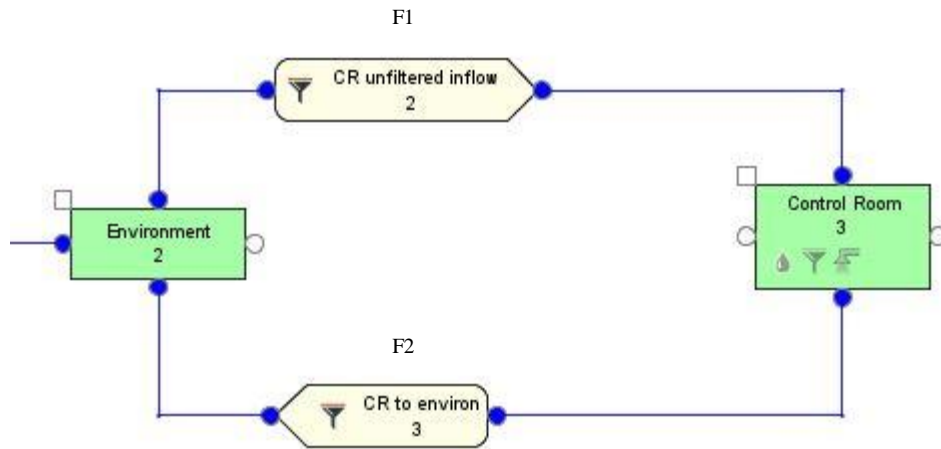 F1
CR unfiltered inflow
2
Control Room
3
Environment
2
F2
CR to environ
3